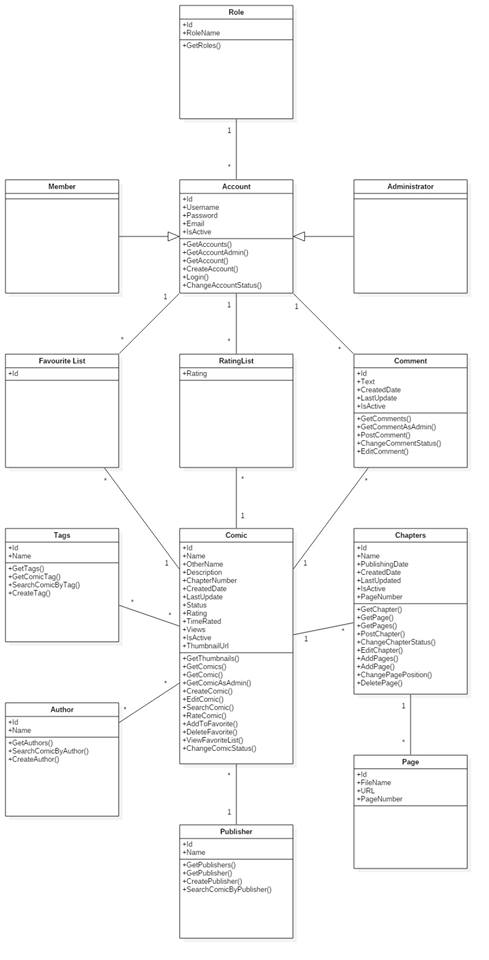 Role
+Id
+RoleName
+GetRoles()
1
*
Member
Account
+Id
+Username
+Password
+Email
+IsActive
+GetAccounts()
+GetAccountAdmin()
+GetAccount()
+CreateAccount()
+Login()
+ChangeAccountStatus()
Administrator
1
1
1
*
*
*
Favourite List
+Id
RatingList
+Rating
Comment
+Id
+Text
+CreatedDate
+LastUpdate
+IsActive
+GetComments()
+GetCommentAsAdmin()
+PostComment()
+ChangeCommentStatus()
+EditComment()
*
*
*
1
1
1
Tags
+Id
+Name
+GetTags()
+GetComicTag()
+SearchComicByTag()
+CreateTag()
*
*
Comic
+Id
+Name
+OtherName
+Description
+ChapterNumber
+CreatedDate
+LastUpdate
+Status
+Rating
+TimeRated
+Views
+IsActive
+ThumbnailUrl
+GetThumbnails()
+GetComics()
+GetComic()
+GetComicAsAdmin()
+CreateComic()
+EditComic()
+SearchComic()
+RateComic()
+AddToFavorite()
+DeleteFavorite()
+ViewFavoriteList()
+ChangeComicStatus()
1
*
Chapters
+Id
+Name
+PublishingDate
+CreatedDate
+LastUpdated
+IsActive
+PageNumber
+GetChapter()
+GetPage()
+GetPages()
+PostChapter()
+ChangeChapterStatus()
+EditChapter()
+AddPages()
+AddPage()
+ChangePagePosition()
+DeletePage()
*
*
Author
+Id
+Name
+GetAuthors()
+SearchComicByAuthor()
+CreateAuthor()
1
*
Page
+Id
+FileName
+URL
+PageNumber
*
1
Publisher
+Id
+Name
+GetPublishers()
+GetPublisher()
+CreatePublisher()
+SearchComicByPublisher()